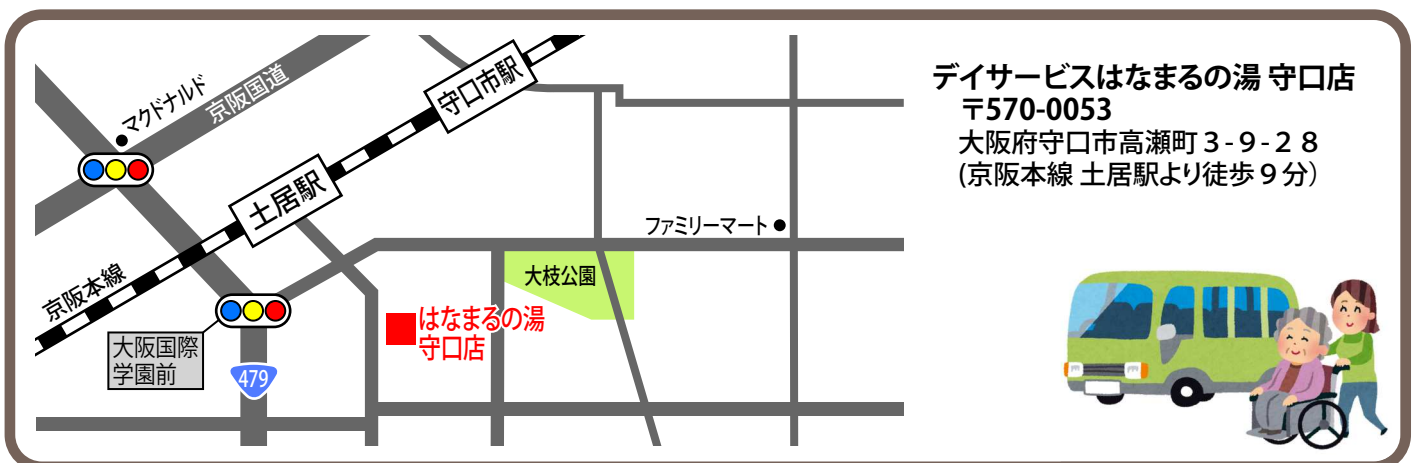 マクドナルド
京阪国道
守口市駅
土居駅
ファミリーマート
京阪本線
大枝公園
はなまるの湯
守口店
大阪国際
学園前
479
デイサービスはなまるの湯 守口店
〒570-0053
大阪府守口市高瀬町３-９-２８
(京阪本線 土居駅より徒歩９分）